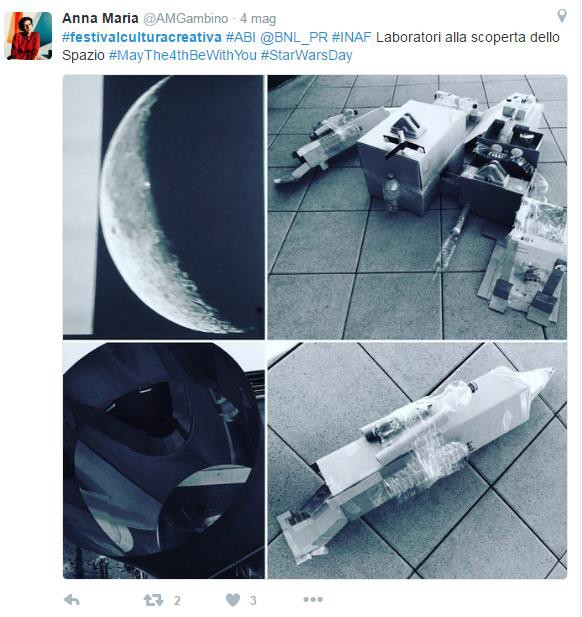 Anna Maria @AMGambino · 4 mag
#festivalculturacreativa #ABI @BNL_PR #INAF Laboratori alla scoperta dello
Spazio #MayThe4thBeWithYou #StarWarsDay
2
3